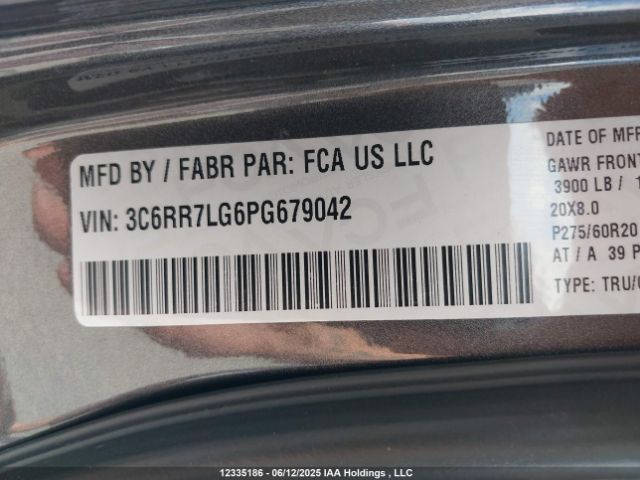 MFD BY / FABR PAR: FCA US LLC
VIN: 3C6RR7LG6PG679042
DATE OF MFR
GAWR FRONT
3900 LB /
20X8.0
P275/60R20
AT / A 39 P
TYPE: TRU/
12335186 - 06/12/2025 IAA Holdings , LLC